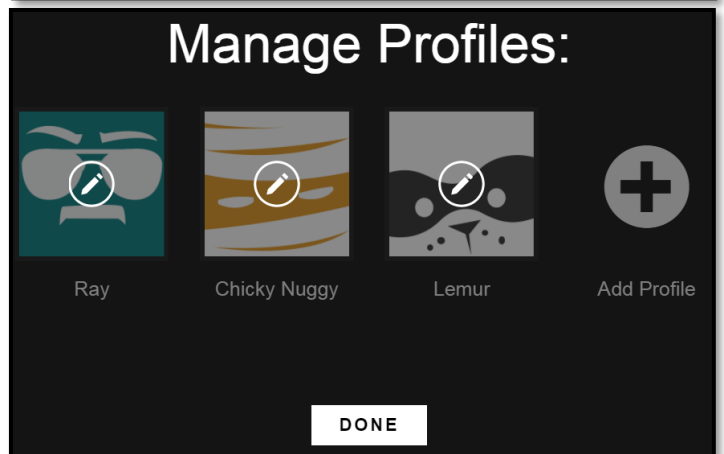 Manage Profiles:
Ray
Chicky Nuggy
Lemur
Add Profile
DONE